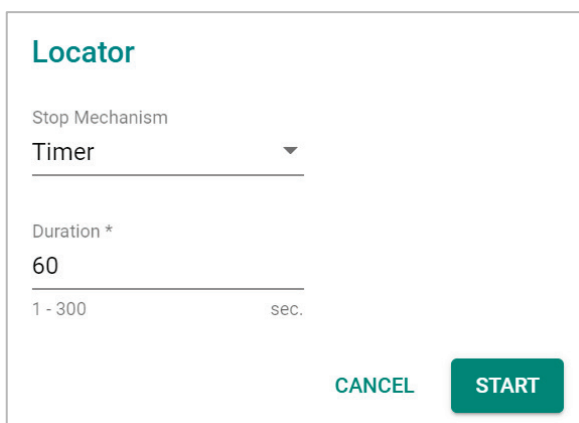 Locator
Stop Mechanism
Timer
Duration *
60
1 - 300 sec.
CANCEL START